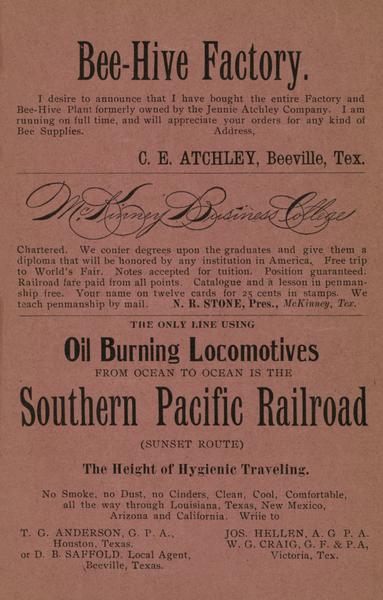 Bee-Hive Factory.
I desire to announce that I have bought the entire Factory and
Bee-Hive Plant formerly owned by the Jennie Atchley Company. I am
running on full time, and will appreciate your orders for any kind of
Bee Supplies. Address,
C. E. ATCHLEY, Beeville, Tex.
McKinney Business College
Chartered. We confer degrees upon the graduates and give them a
diploma that will be honored by any institution in America. Free trip
to World's Fair. Notes accepted for tuition. Position guaranteed.
Railroad fare paid from all points. Catalogue and a lesson in penman-
ship free. Your name on twelve cards for 25 cents in stamps. We
teach penmanship by mail. N. R. STONE, Pres., McKinney, Tex.
THE ONLY LINE USING
Oil Burning Locomotives
FROM OCEAN TO OCEAN IS THE
Southern Pacific Railroad
(SUNSET ROUTE)
The Height of Hygienic Traveling.
No Smoke, no Dust, no Cinders, Clean, Cool, Comfortable,
all the way through Louisiana, Texas, New Mexico,
Arizona and California. Wriie to
T. G. ANDERSON, G. P. A., JOS. HELLEN, A. G P. A.
Houston, Texas. W. G. CRAIG, G. F. & P.A,
or D. B. SAFFOLD, Local Agent, Victoria, Tex.
Beeville, Texas.